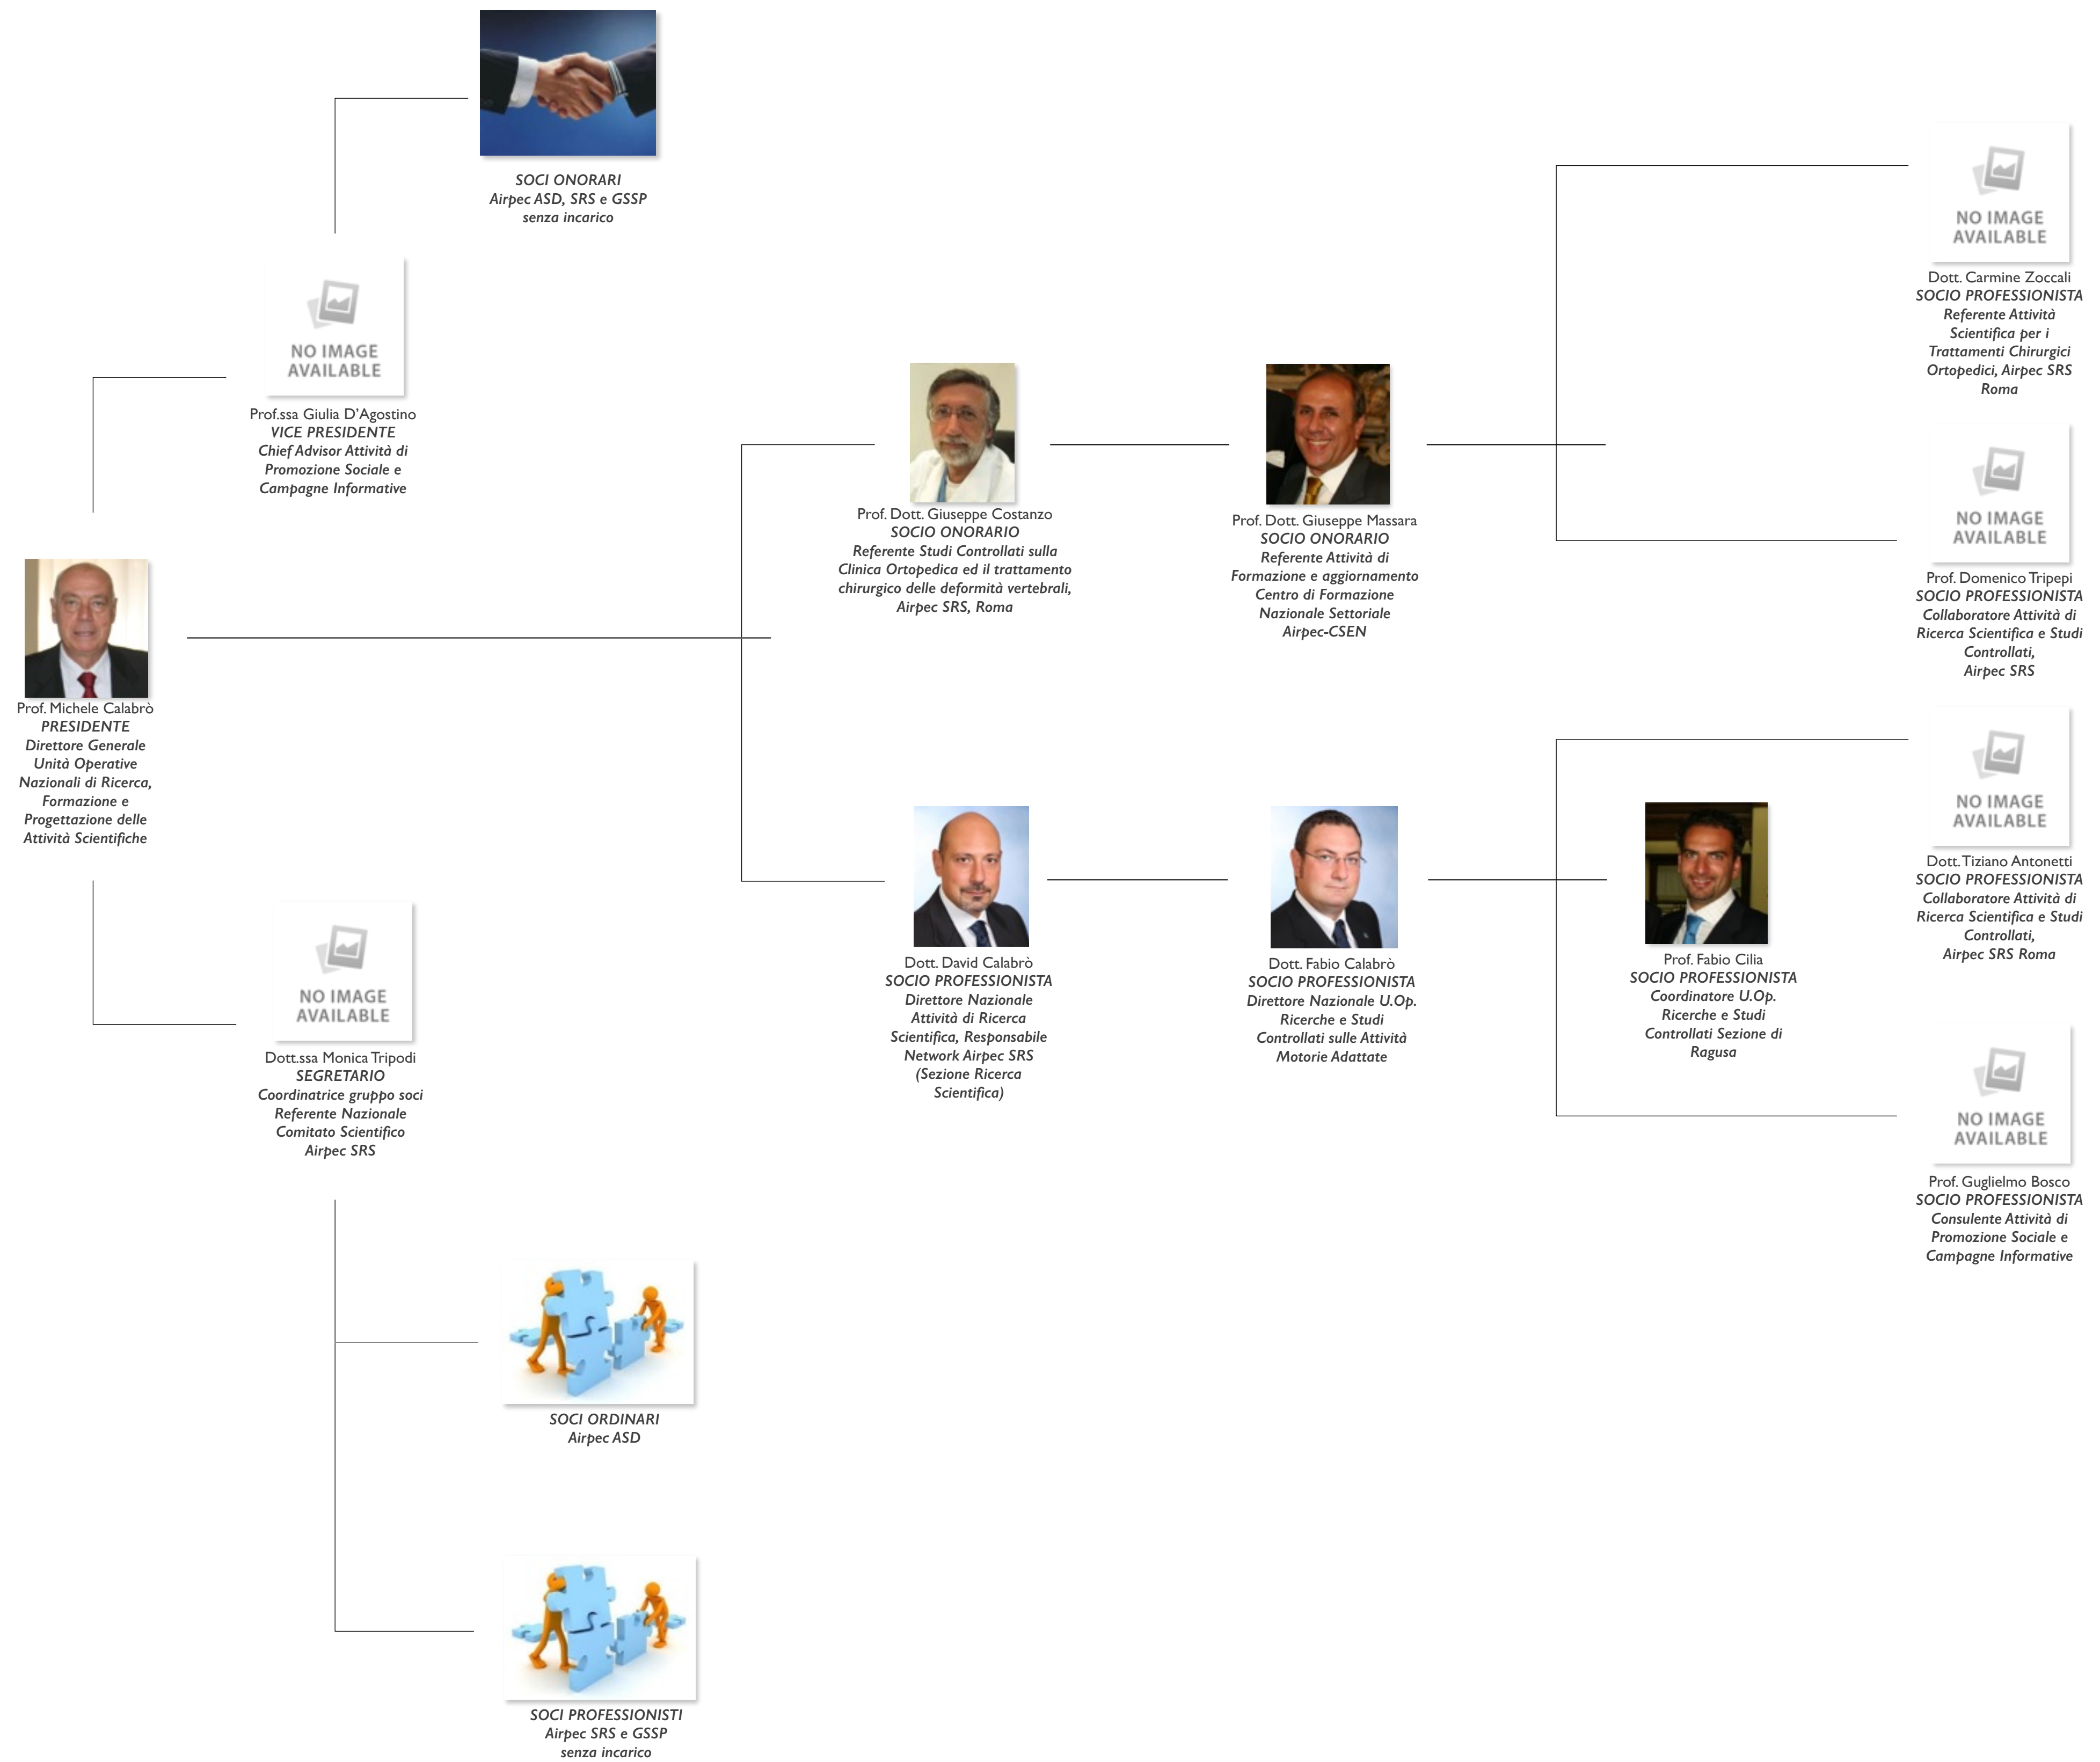 SOCI ONORARI
Airpec ASD, SRS e GSSP
senza incarico
NO IMAGE
AVAILABLE
Prof.ssa Giulia D'Agostino
VICE PRESIDENTE
Chief Advisor Attività di
Promozione Sociale e
Campagne Informative
Prof. Michele Calabrò
PRESIDENTE
Direttore Generale
Unità Operative
Nazionali di Ricerca,
Formazione e
Progettazione delle
Attività Scientifiche
NO IMAGE
AVAILABLE
Dott.ssa Monica Tripodi
SEGRETARIO
Coordinatrice gruppo soci
Referente Nazionale
Comitato Scientifico
Airpec SRS
SOCI ORDINARI
Airpec ASD
SOCI PROFESSIONISTI
Airpec SRS e GSSP
senza incarico
Prof. Dott. Giuseppe Costanzo
SOCIO ONORARIO
Referente Studi Controllati sulla
Clinica Ortopedica ed il trattamento
chirurgico delle deformità vertebrali,
Airpec SRS, Roma
Prof. Dott. Giuseppe Massara
SOCIO ONORARIO
Referente Attività di
Formazione e aggiornamento
Centro di Formazione
Nazionale Settoriale
Airpec-CSEN
Dott. David Calabrò
SOCIO PROFESSIONISTA
Direttore Nazionale
Attività di Ricerca
Scientifica, Responsabile
Network Airpec SRS
(Sezione Ricerca
Scientifica)
Dott. Fabio Calabrò
SOCIO PROFESSIONISTA
Direttore Nazionale U.Op.
Ricerche e Studi
Controllati sulle Attività
Motorie Adattate
Prof. Fabio Cilia
SOCIO PROFESSIONISTA
Coordinatore U.Op.
Ricerche e Studi
Controllati Sezione di
Ragusa
NO IMAGE
AVAILABLE
Dott. Carmine Zoccali
SOCIO PROFESSIONISTA
Referente Attività
Scientifica per i
Trattamenti Chirurgici
Ortopedici, Airpec SRS
Roma
NO IMAGE
AVAILABLE
Prof. Domenico Tripepi
SOCIO PROFESSIONISTA
Collaboratore Attività di
Ricerca Scientifica e Studi
Controllati,
Airpec SRS
NO IMAGE
AVAILABLE
Dott. Tiziano Antonetti
SOCIO PROFESSIONISTA
Collaboratore Attività di
Ricerca Scientifica e Studi
Controllati,
Airpec SRS Roma
NO IMAGE
AVAILABLE
Prof. Guglielmo Bosco
SOCIO PROFESSIONISTA
Consulente Attività di
Promozione Sociale e
Campagne Informative